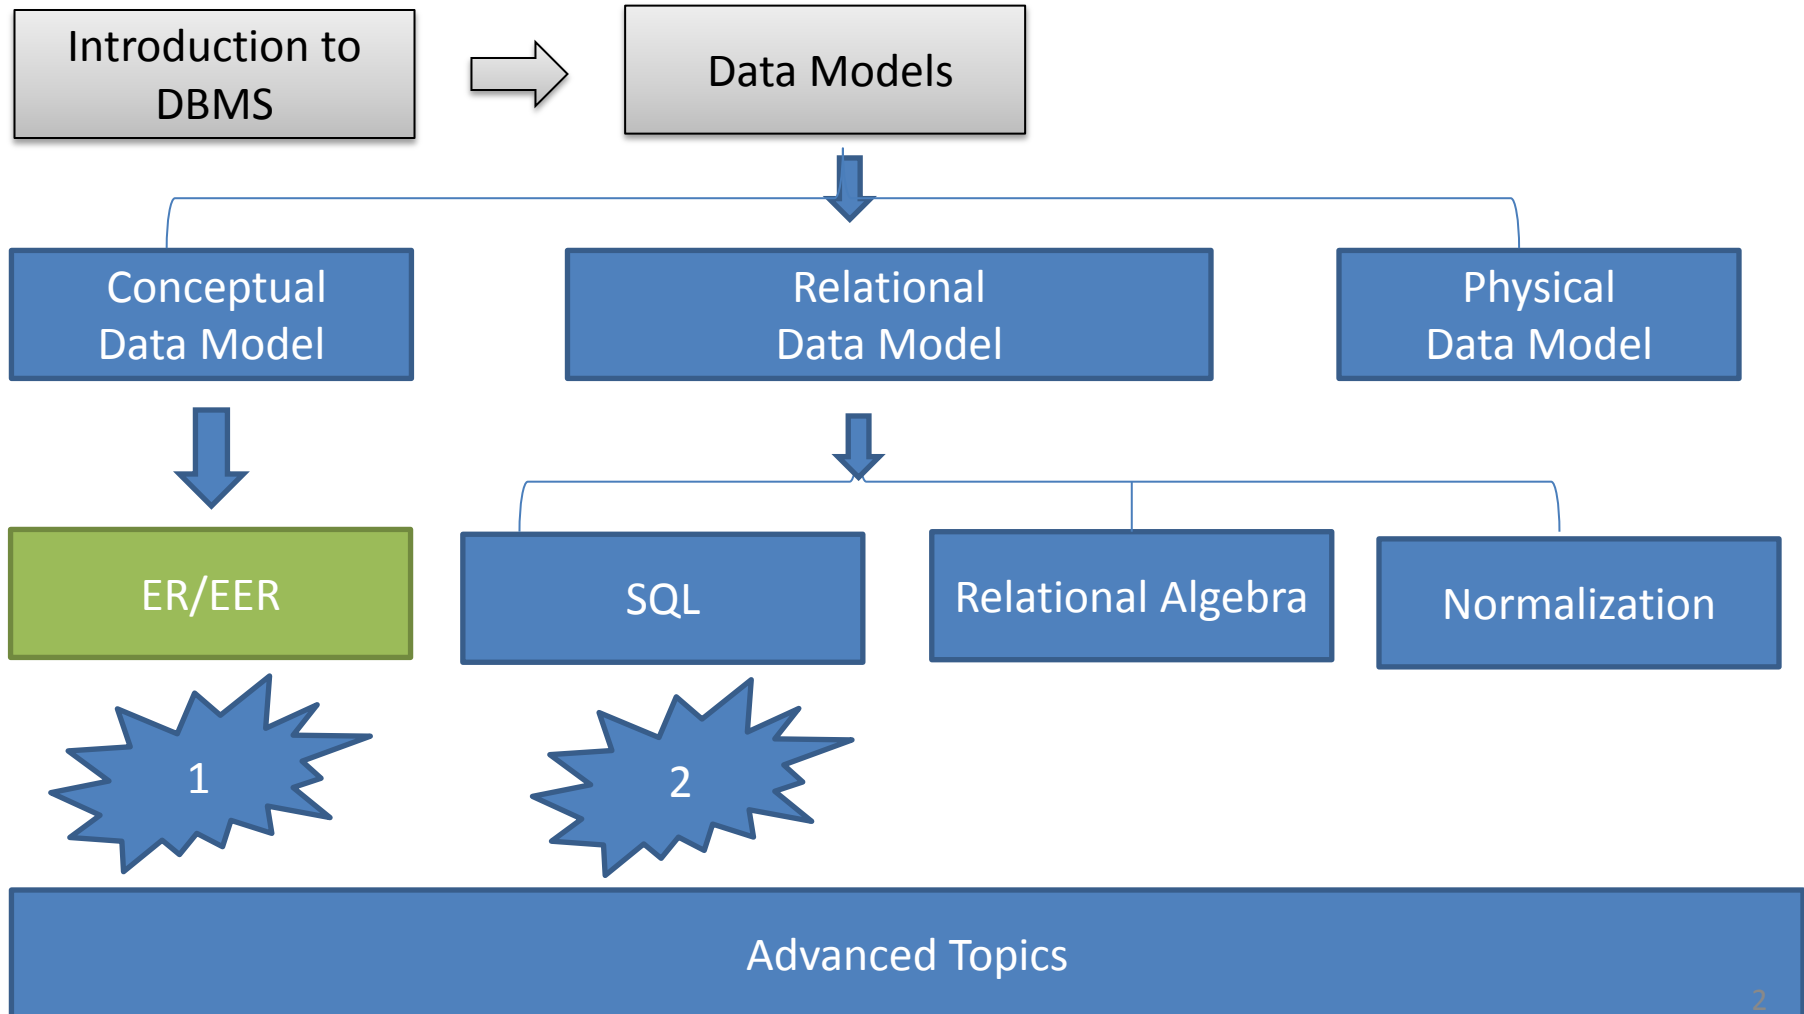 Introduction to
DBMS
Data Models
Conceptual
Data Model
Relational
Data Model
Physical
Data Model
ER/EER
SQL
Relational Algebra
Normalization
1
2
Advanced Topics
2